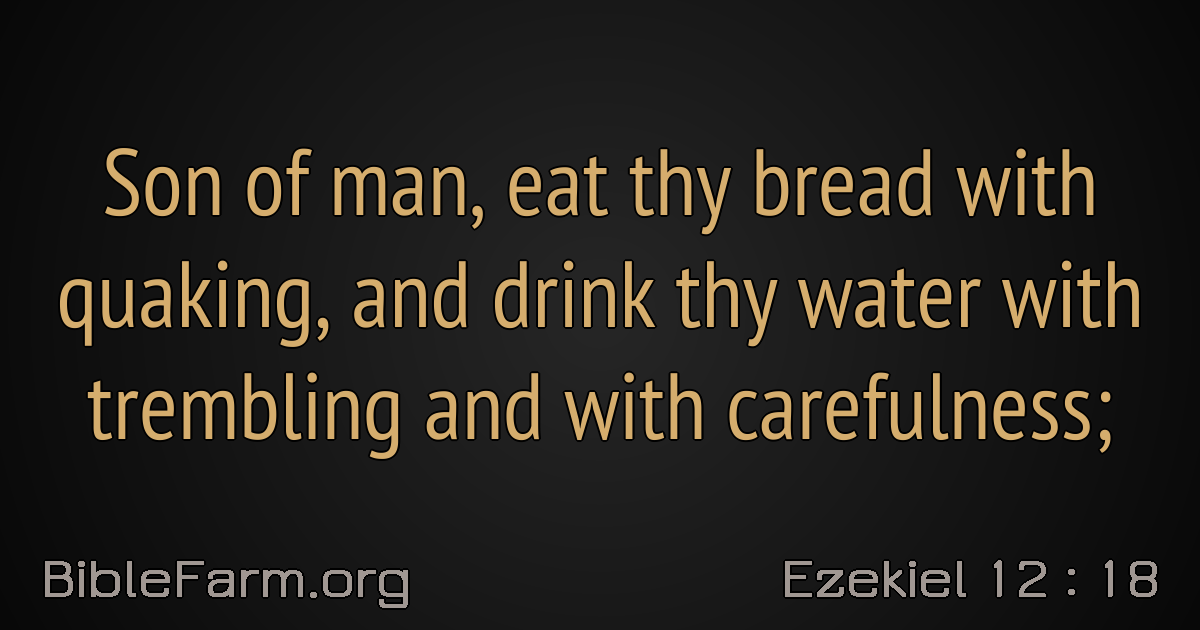 Son of man, eat thy bread with
quaking, and drink thy water with
trembling and with carefulness;
BibleFarm.org
Ezekiel 12 : 18